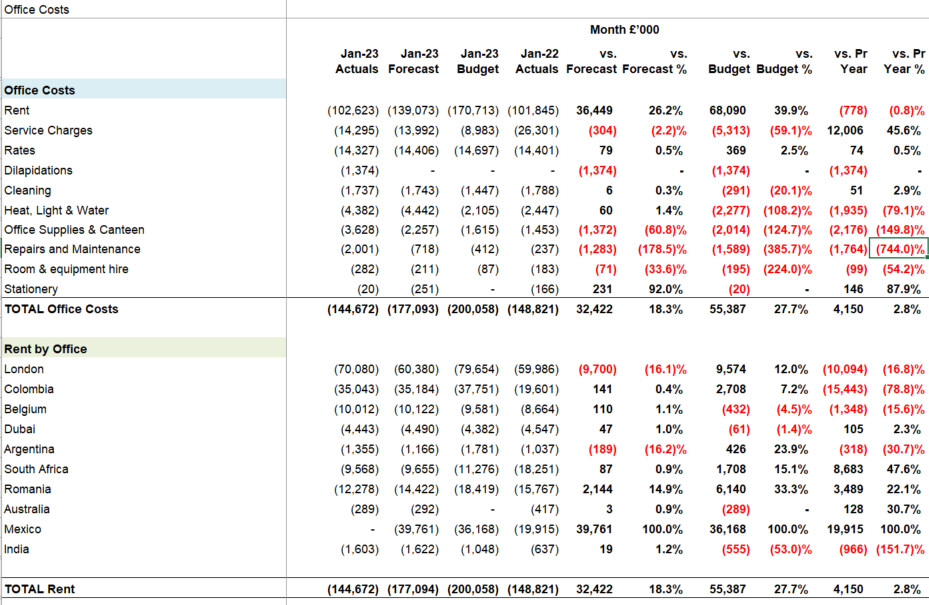 Office Costs
Month £'000
Jan-23 Jan-23 Jan-23 Jan-22 vs. vs. vs. vs. vs. Pr vs. Pr
Actuals Forecast Budget Actuals Forecast Forecast % Budget Budget % Year Year %
Office Costs
Rent (102,623) (139,073) (170,713) (101,845) 36,449 26.2% 68,090 39.9% (778) (0.8)%
Service Charges (14,295) (13,992) (8,983) (26,301) (304) (2.2)% (5,313) (59.1)% 12,006 45.6%
Rates (14,327) (14,406) (14,697) (14,401) 79 0.5% 369 2.5% 74 0.5%
Dilapidations (1,374) - - - (1,374) - (1,374) - (1,374) -
Cleaning (1,737) (1,743) (1,447) (1,788) 6 0.3% (291) (20.1)% 51 2.9%
Heat, Light & Water (4,382) (4,442) (2,105) (2,447) 60 1.4% (2,277) (108.2)% (1,935) (79.1)%
Office Supplies & Canteen (3,628) (2,257) (1,615) (1,453) (1,372) (60.8)% (2,014) (124.7)% (2,176) (149.8)%
Repairs and Maintenance (2,001) (718) (412) (237) (1,283) (178.5)% (1,589) (385.7)% (1,764) (744.0)%
Room & equipment hire (282) (211) (87) (183) (71) (33.6)% (195) (224.0)% (99) (54.2)%
Stationery (20) (251) - (166) 231 92.0% (20) - 146 87.9%
TOTAL Office Costs (144,672) (177,093) (200,058) (148,821) 32,422 18.3% 55,387 27.7% 4,150 2.8%
Rent by Office
London (70,080) (60,380) (79,654) (59,986) (9,700) (16.1)% 9,574 12.0% (10,094) (16.8)%
Colombia (35,043) (35,184) (37,751) (19,601) 141 0.4% 2,708 7.2% (15,443) (78.8)%
Belgium (10,012) (10,122) (9,581) (8,664) 110 1.1% (432) (4.5)% (1,348) (15.6)%
Dubai (4,443) (4,490) (4,382) (4,547) 47 1.0% (61) (1.4)% 105 2.3%
Argentina (1,355) (1,166) (1,781) (1,037) (189) (16.2)% 426 23.9% (318) (30.7)%
South Africa (9,568) (9,655) (11,276) (18,251) 87 0.9% 1,708 15.1% 8,683 47.6%
Romania (12,278) (14,422) (18,419) (15,767) 2,144 14.9% 6,140 33.3% 3,489 22.1%
Australia (289) (292) - (417) 3 0.9% (289) - 128 30.7%
Mexico - (39,761) (36,168) (19,915) 39,761 100.0% 36,168 100.0% 19,915 100.0%
India (1,603) (1,622) (1,048) (637) 19 1.2% (555) (53.0)% (966) (151.7)%
TOTAL Rent (144,672) (177,094) (200,058) (148,821) 32,422 18.3% 55,387 27.7% 4,150 2.8%